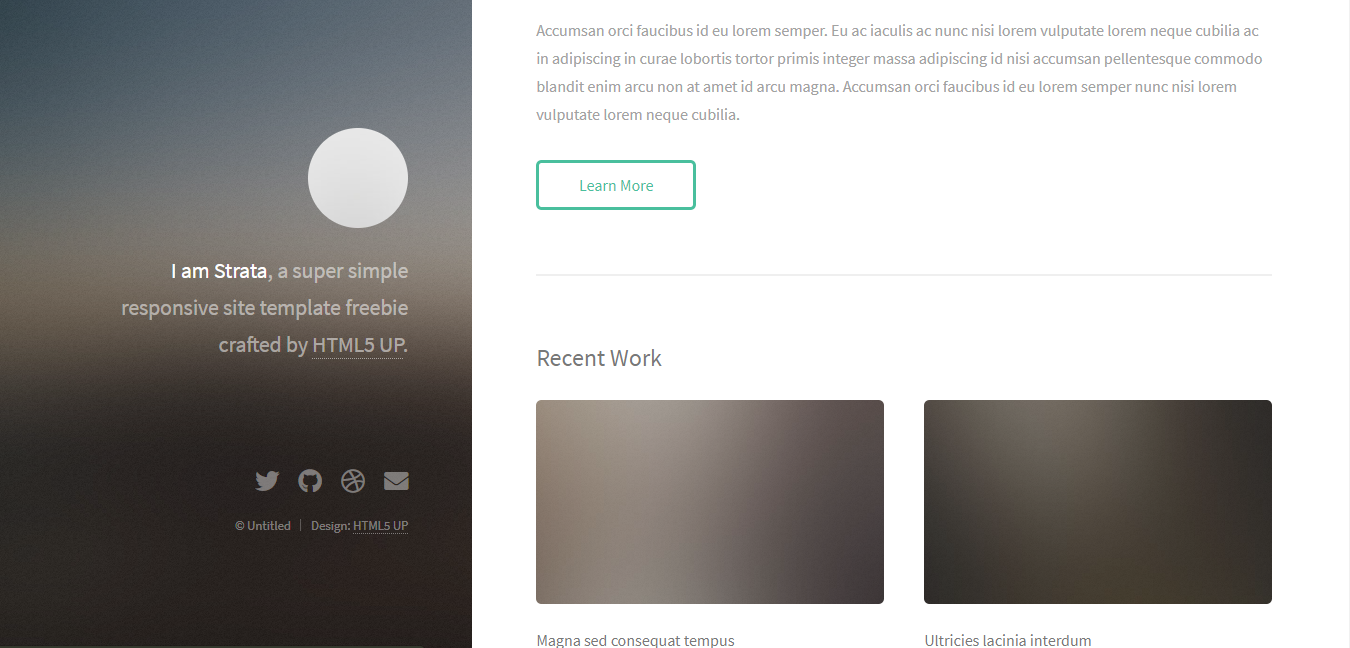 I am Strata, a super simple
responsive site template freebie
crafted by HTML5 UP.
© Untitled | Design: HTML5 UP
Accumsan orci faucibus id eu lorem semper. Eu ac iaculis ac nunc nisi lorem vulputate lorem neque cubilia ac
in adipiscing in curae lobortis tortor primis integer massa adipiscing id nisi accumsan pellentesque commodo
blandit enim arcu non at amet id arcu magna. Accumsan orci faucibus id eu lorem semper nunc nisi lorem
vulputate lorem neque cubilia.
Learn More
Recent Work
Magna sed consequat tempus
Ultricies lacinia interdum